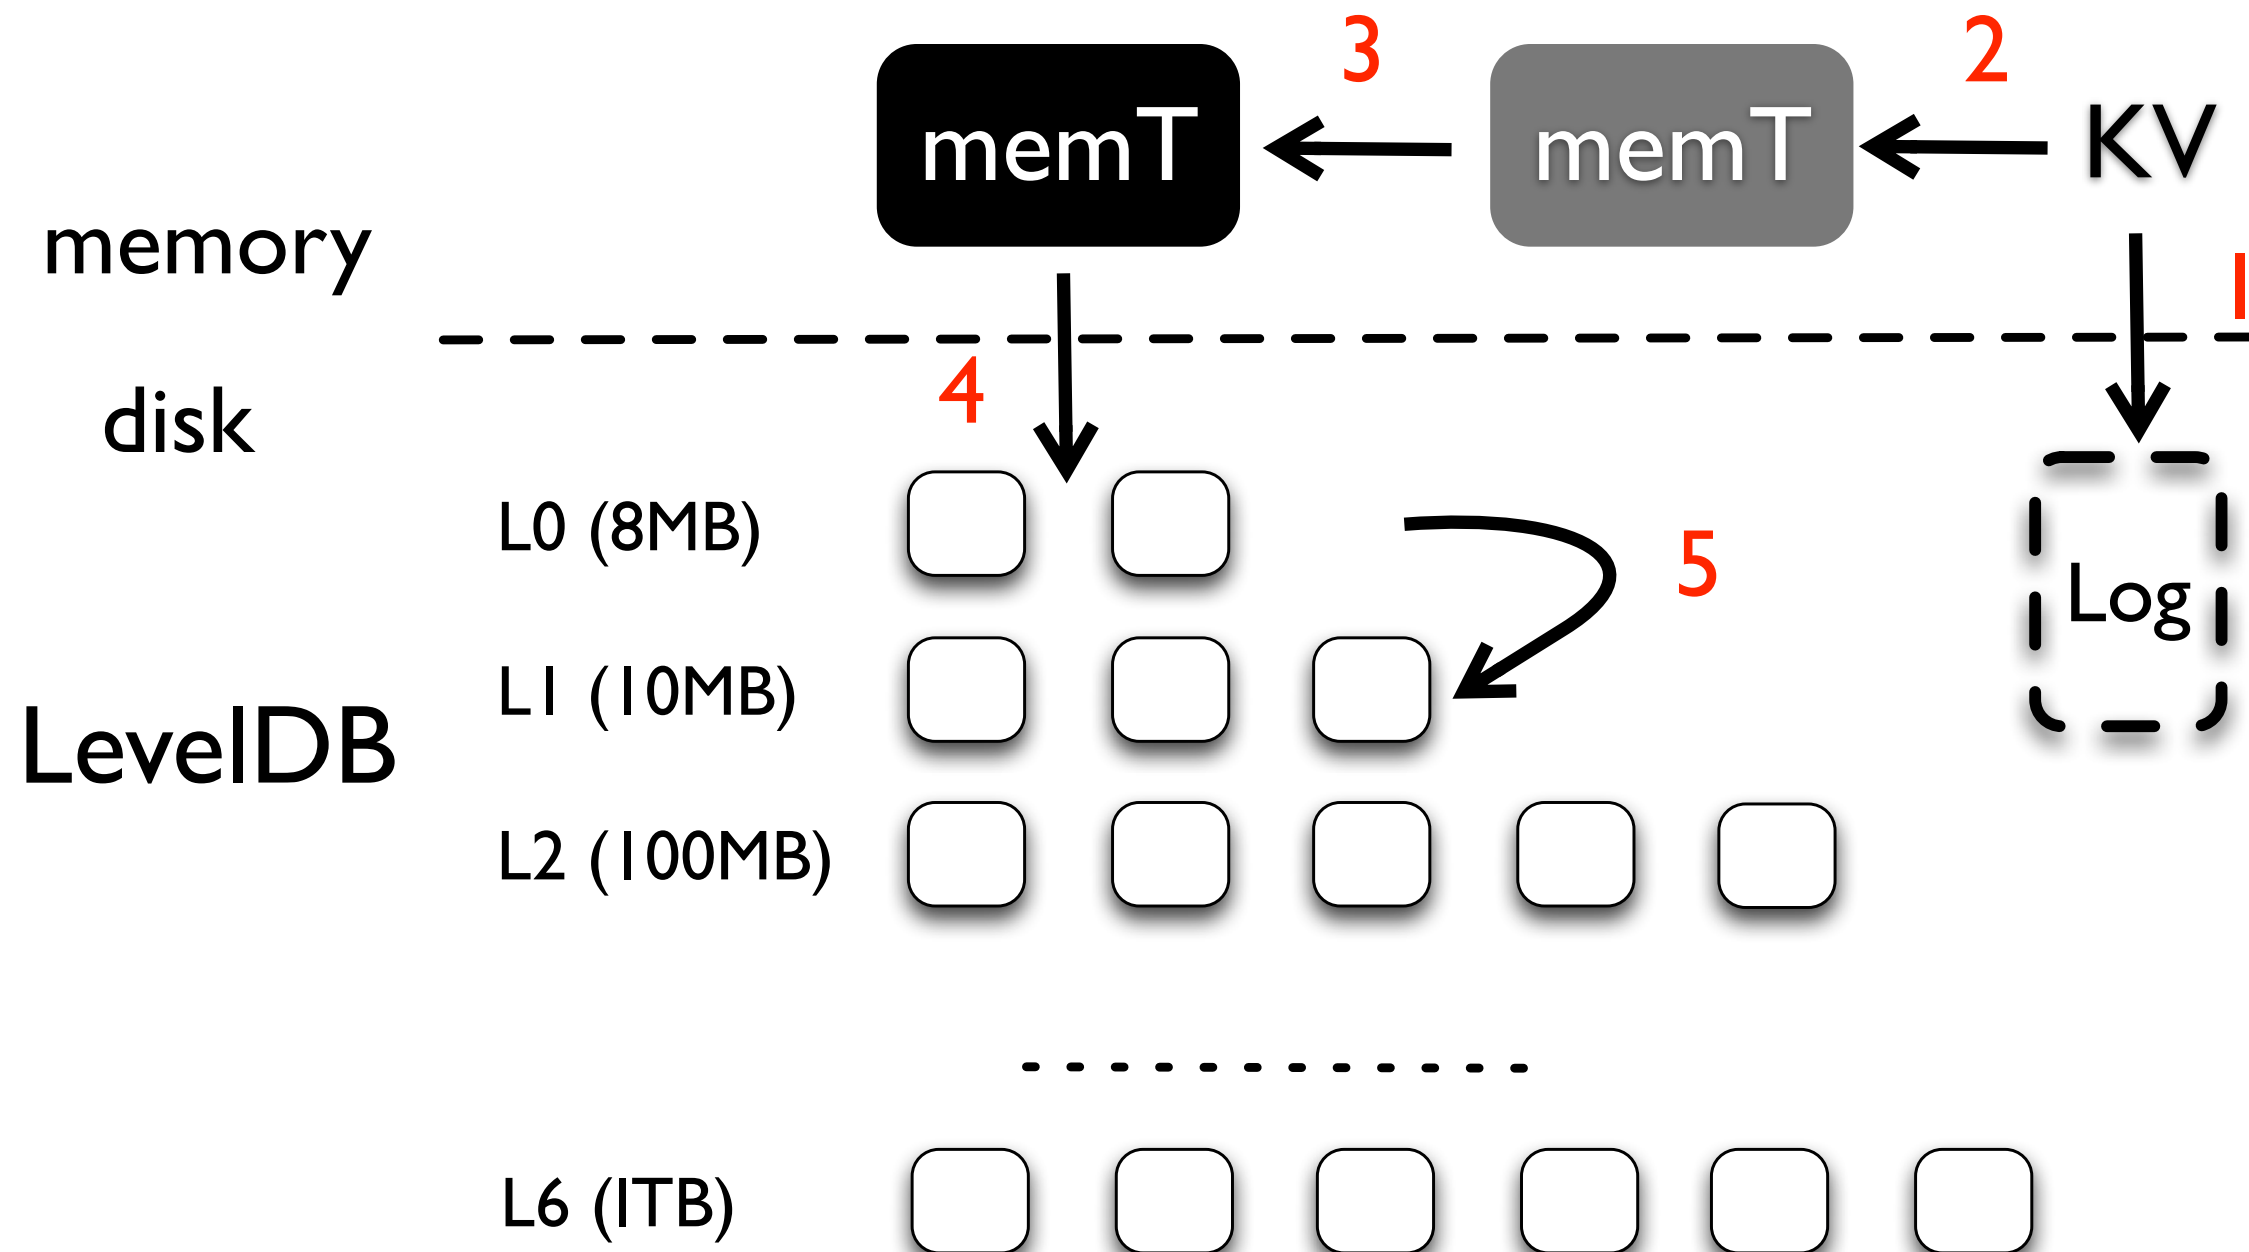 3
2
memT
memT
KV
memory
1
disk
4
L0 (8MB)
5
Log
L1 (10MB)
LevelDB
L2 (100MB)
L6 (1TB)